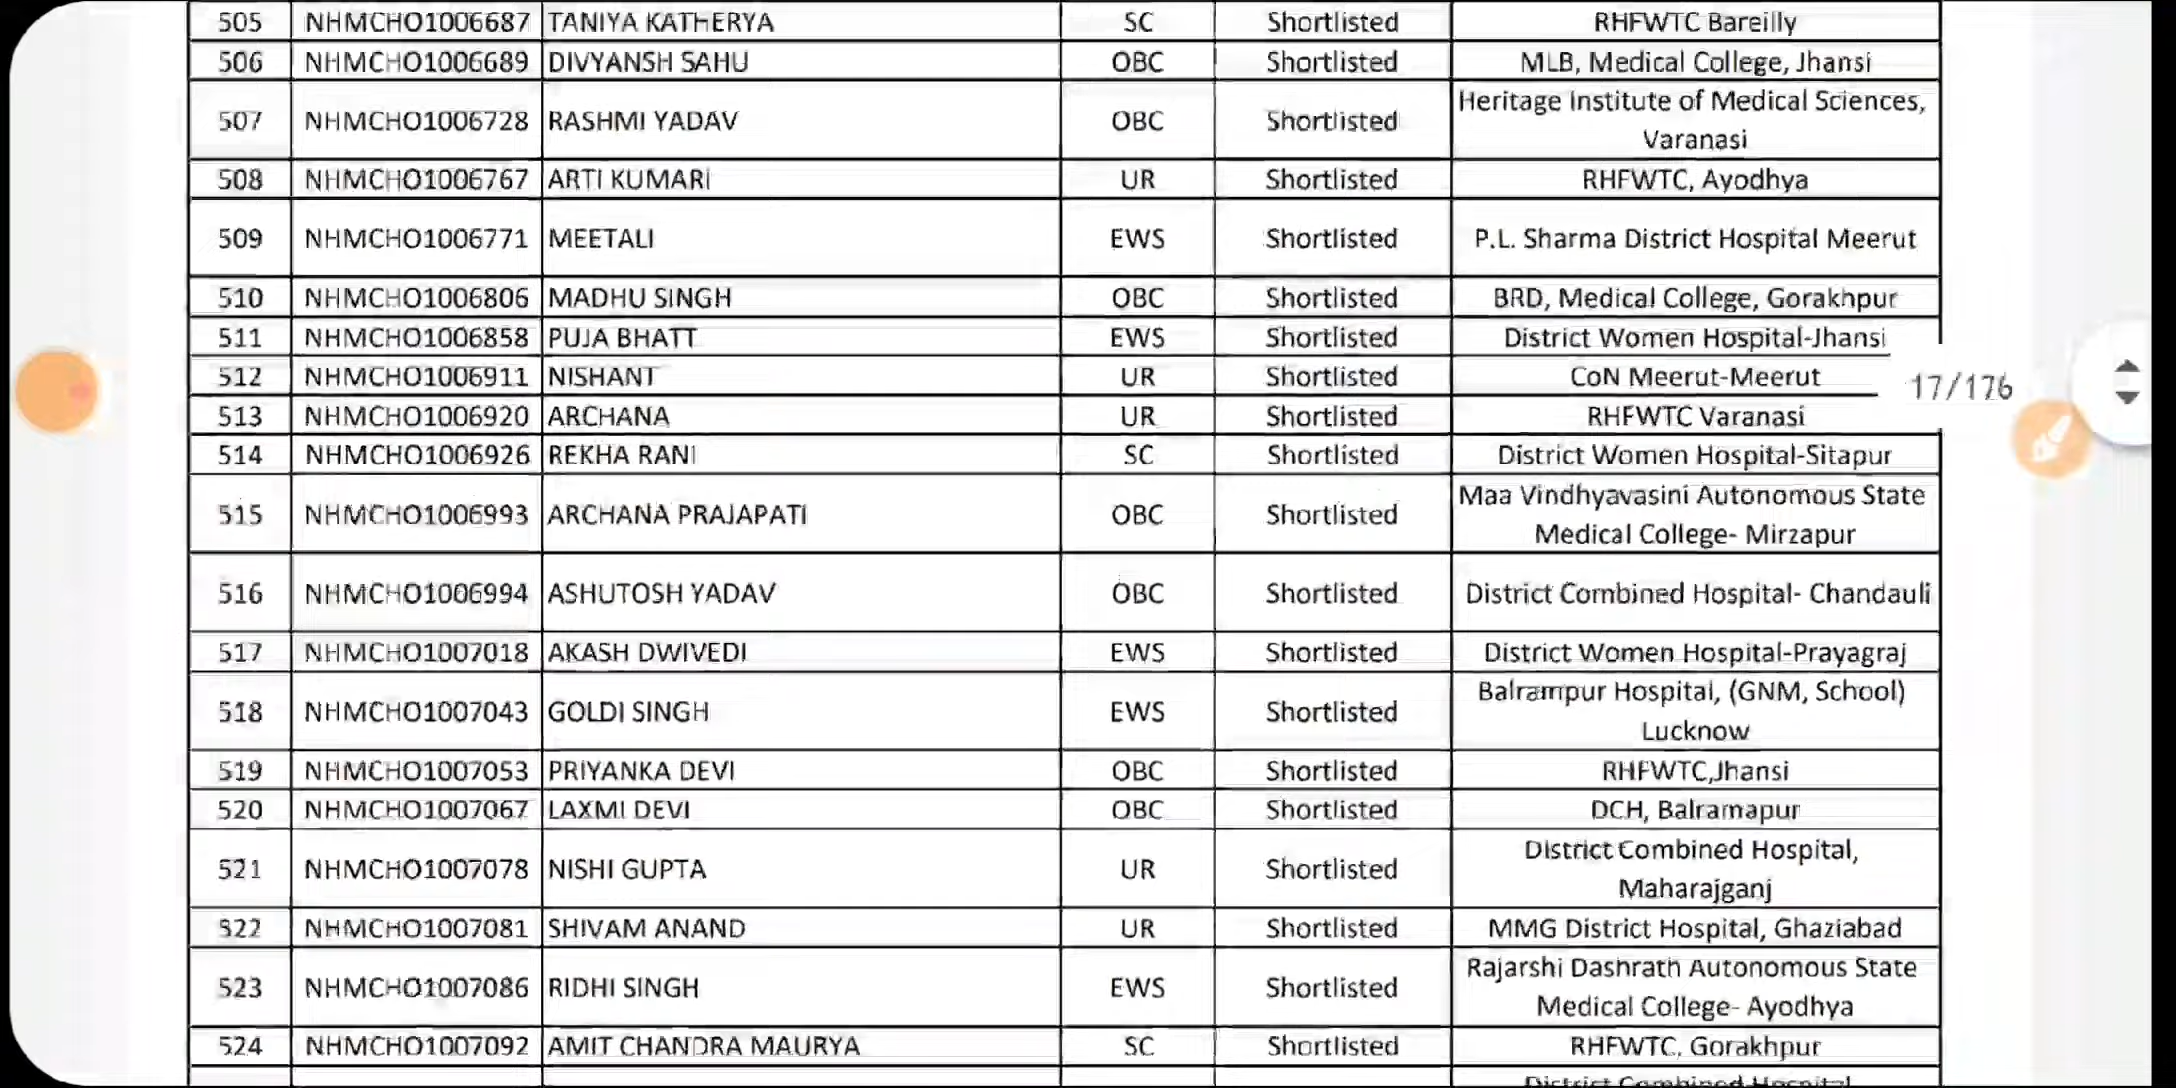 505 NHMCHO1006687 TANIYA KATHERYA SC Shortlisted RHFWTC Bareilly
506 NHMCHO1006689 DIVYANSH SAHU OBC Shortlisted MLB, Medical College, Jhansi
507 NHMCHO1006728 RASHMI YADAV OBC Shortlisted Heritage Institute of Medical Sciences,
Varanasi
508 NHMCHO1006767 ARTI KUMARI UR Shortlisted RHFWTC, Ayodhya
509 NHMCHO1006771 MEETALI EWS Shortlisted P.L. Sharma District Hospital Meerut
510 NHMCHO1006806 MADHU SINGH OBC Shortlisted BRD, Medical College, Gorakhpur
511 NHMCHO1006858 PUJA BHATT EWS Shortlisted District Women Hospital-Jhansi
512 NHMCHO1006911 NISHANT UR Shortlisted CoN Meerut-Meerut
17/176
513 NHMCHO1006920 ARCHANA UR Shortlisted RHFWTC Varanasi
514 NHMCHO1006926 REKHA RANI SC Shortlisted District Women Hospital-Sitapur
515 NHMCHO1006993 ARCHANA PRAJAPATI OBC Shortlisted Maa Vindhyavasini Autonomous State
Medical College- Mirzapur
516 NHMCHO1006994 ASHUTOSH YADAV OBC Shortlisted District Combined Hospital- Chandauli
517 NHMCHO1007018 AKASH DWIVEDI EWS Shortlisted District Women Hospital-Prayagraj
518 NHMCHO1007043 GOLDI SINGH EWS Shortlisted Balrampur Hospital, (GNM, School)
Lucknow
519 NHMCHO1007053 PRIYANKA DEVI OBC Shortlisted RHFWTC,Jhansi
520 NHMCHO1007067 LAXMI DEVI OBC Shortlisted DCH, Balramapur
521 NHMCHO1007078 NISHI GUPTA UR Shortlisted District Combined Hospital,
Maharajganj
522 NHMCHO1007081 SHIVAM ANAND UR Shortlisted MMG District Hospital, Ghaziabad
523 NHMCHO1007086 RIDHI SINGH EWS Shortlisted Rajarshi Dashrath Autonomous State
Medical College- Ayodhya
524 NHMCHO1007092 AMIT CHANDRA MAURYA SC Shortlisted RHFWTC, Gorakhpur
District Combined Hospital